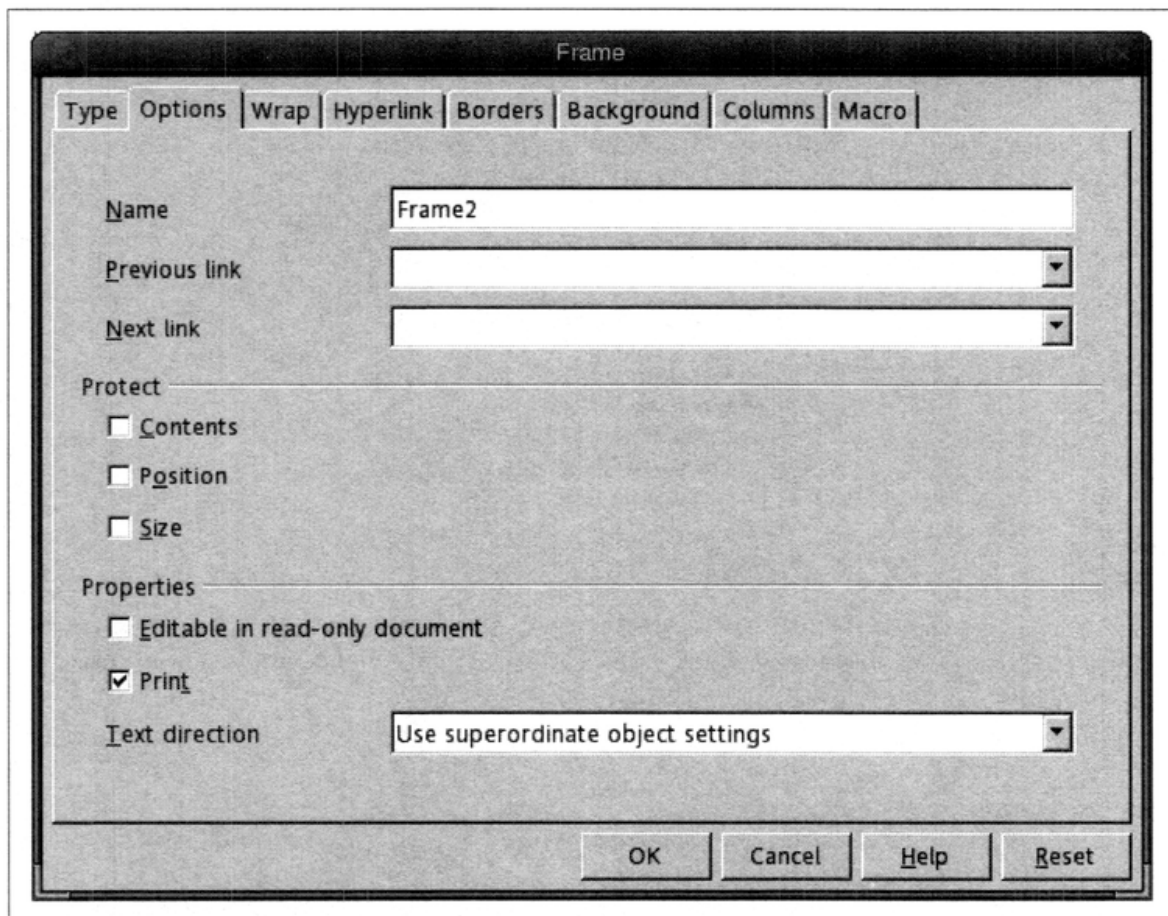 Frame
Type Options Wrap Hyperlink Borders Background Columns Macro
Name Frame2
Previous link
Next link
Protect
Contents
Position
Size
Properties
Editable in read-only document
Print
Text direction Use superordinate object settings
OK Cancel Help Reset